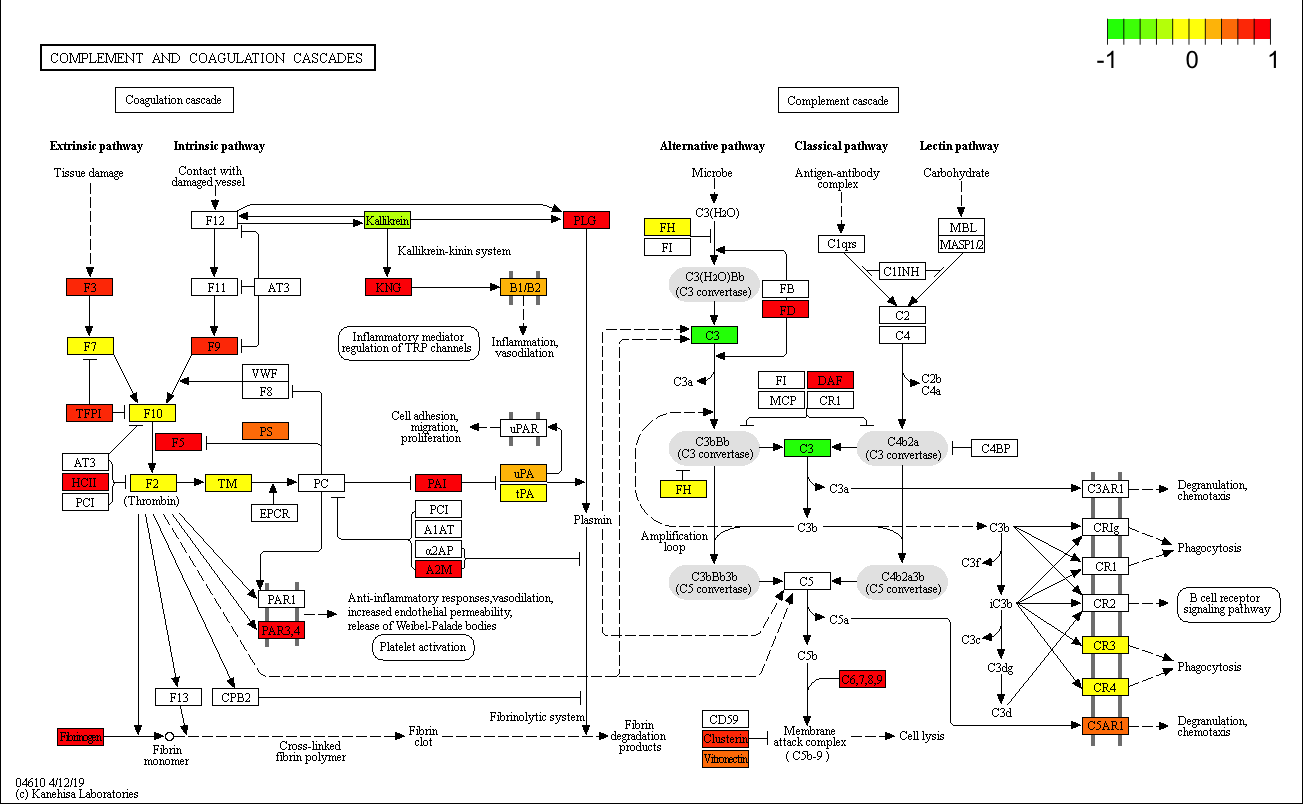 -1 0 1
COMPLEMENT AND COAGULATION CASCADES
Coagulation cascade
Complement cascade
Extrinsic pathway
Intrinsic pathway
Alternative pathway
Classical pathway
Lectin pathway
Tissue damage
Contact with
damaged vessel
Microbe
Antigen-antibody
complex
Carbohydrate
F12
Kallikrein
PLG
C3(H2O)
FH
FI
C1qrs
MBL
MASP1/2
Kallikrein-kinin system
C1INH
F3
F11
AT3
KNG
B1/B2
C3(H2O)Bb
(C3 convertase)
FB
FD
C2
C4
F7
F9
Inflammatory mediator
regulation of TRP channels
Inflammation,
vasodilation
C3
VWF
F8
C3a
FI
DAF
MCP
CR1
C2b
C4a
TFPI
F10
F5
PS
Cell adhesion,
migration,
proliferation
uPAR
C3bBb
(C3 convertase)
C3
C4b2a
(C3 convertase)
C4BP
AT3
HCII
PCI
F2
(Thrombin)
TM
EPCR
PC
PAI
uPA
tPA
FH
C3a
C3AR1
Degranulation,
chemotaxis
PCI
A1AT
α2AP
A2M
Plasmin
Amplification
loop
C3b
C3b
CRIg
Phagocytosis
C3f
CR1
C3bBb3b
(C5 convertase)
C5
C4b2a3b
(C5 convertase)
PAR1
PAR3,4
Anti-inflammatory responses,vasodilation,
increased endothelial permeability,
release of Weibel-Palade bodies
Platelet activation
iC3b
CR2
B cell receptor
signaling pathway
C5a
C3c
CR3
Phagocytosis
C5b
C3dg
C6,7,8,9
CR4
F13
CPB2
C3d
Fibrinolytic system
CD59
Clusterin
Vitronectin
C5AR1
Degranulation,
chemotaxis
Fibrinogen
Fibrin
monomer
Cross-linked
fibrin polymer
Fibrin
clot
Fibrin
degradation
products
Membrane
attack complex
( C5b-9 )
Cell lysis
04610 4/12/19
(c) Kanehisa Laboratories